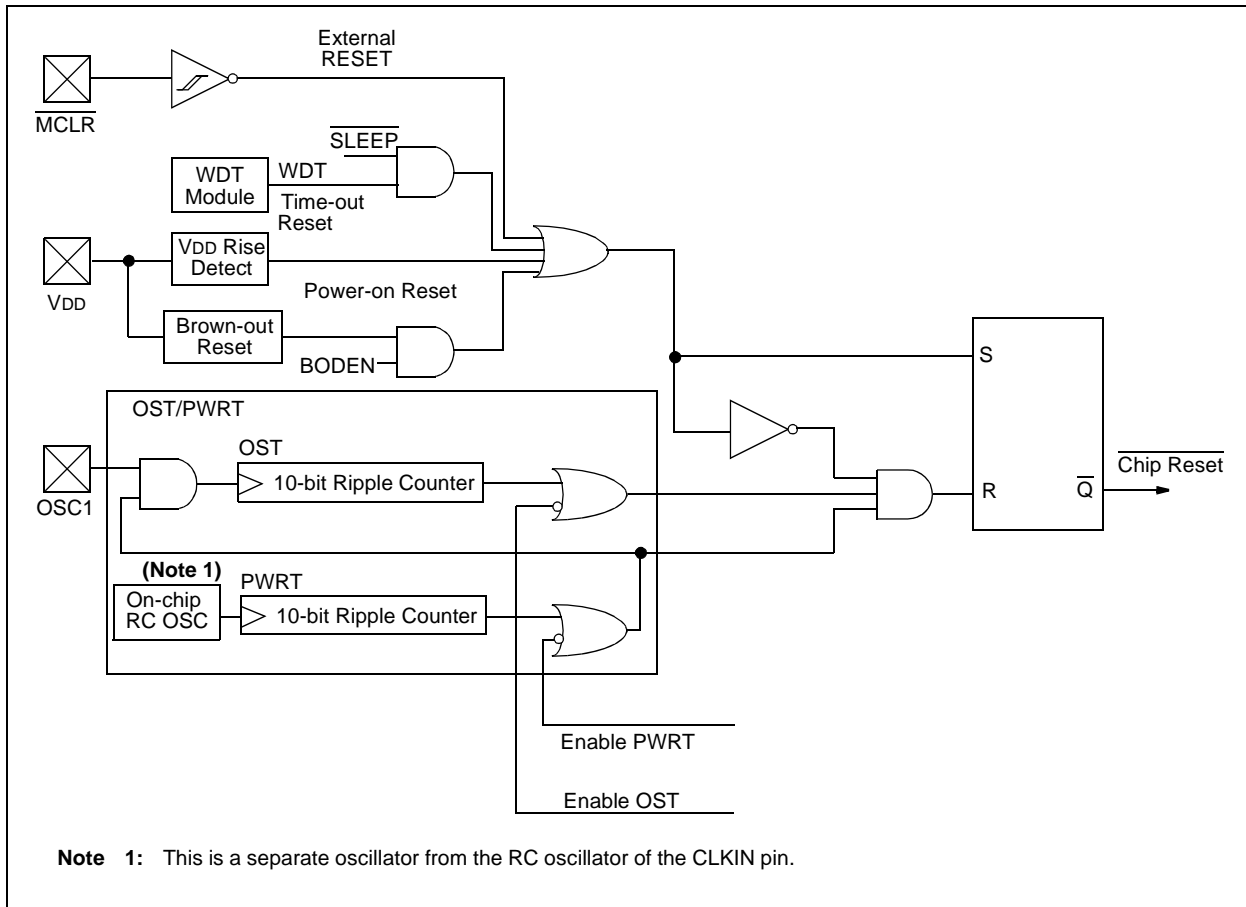 External
RESET
MCLR
SLEEP
WDT
Module
WDT
Time-out
Reset
VDD
VDD Rise
Detect
Power-on Reset
Brown-out
Reset
BODEN
S
OST/PWRT
OST
10-bit Ripple Counter
OSC1
Chip Reset
R
Q
(Note 1)
On-chip
RC OSC
PWRT
10-bit Ripple Counter
Enable PWRT
Enable OST
Note 1: This is a separate oscillator from the RC oscillator of the CLKIN pin.